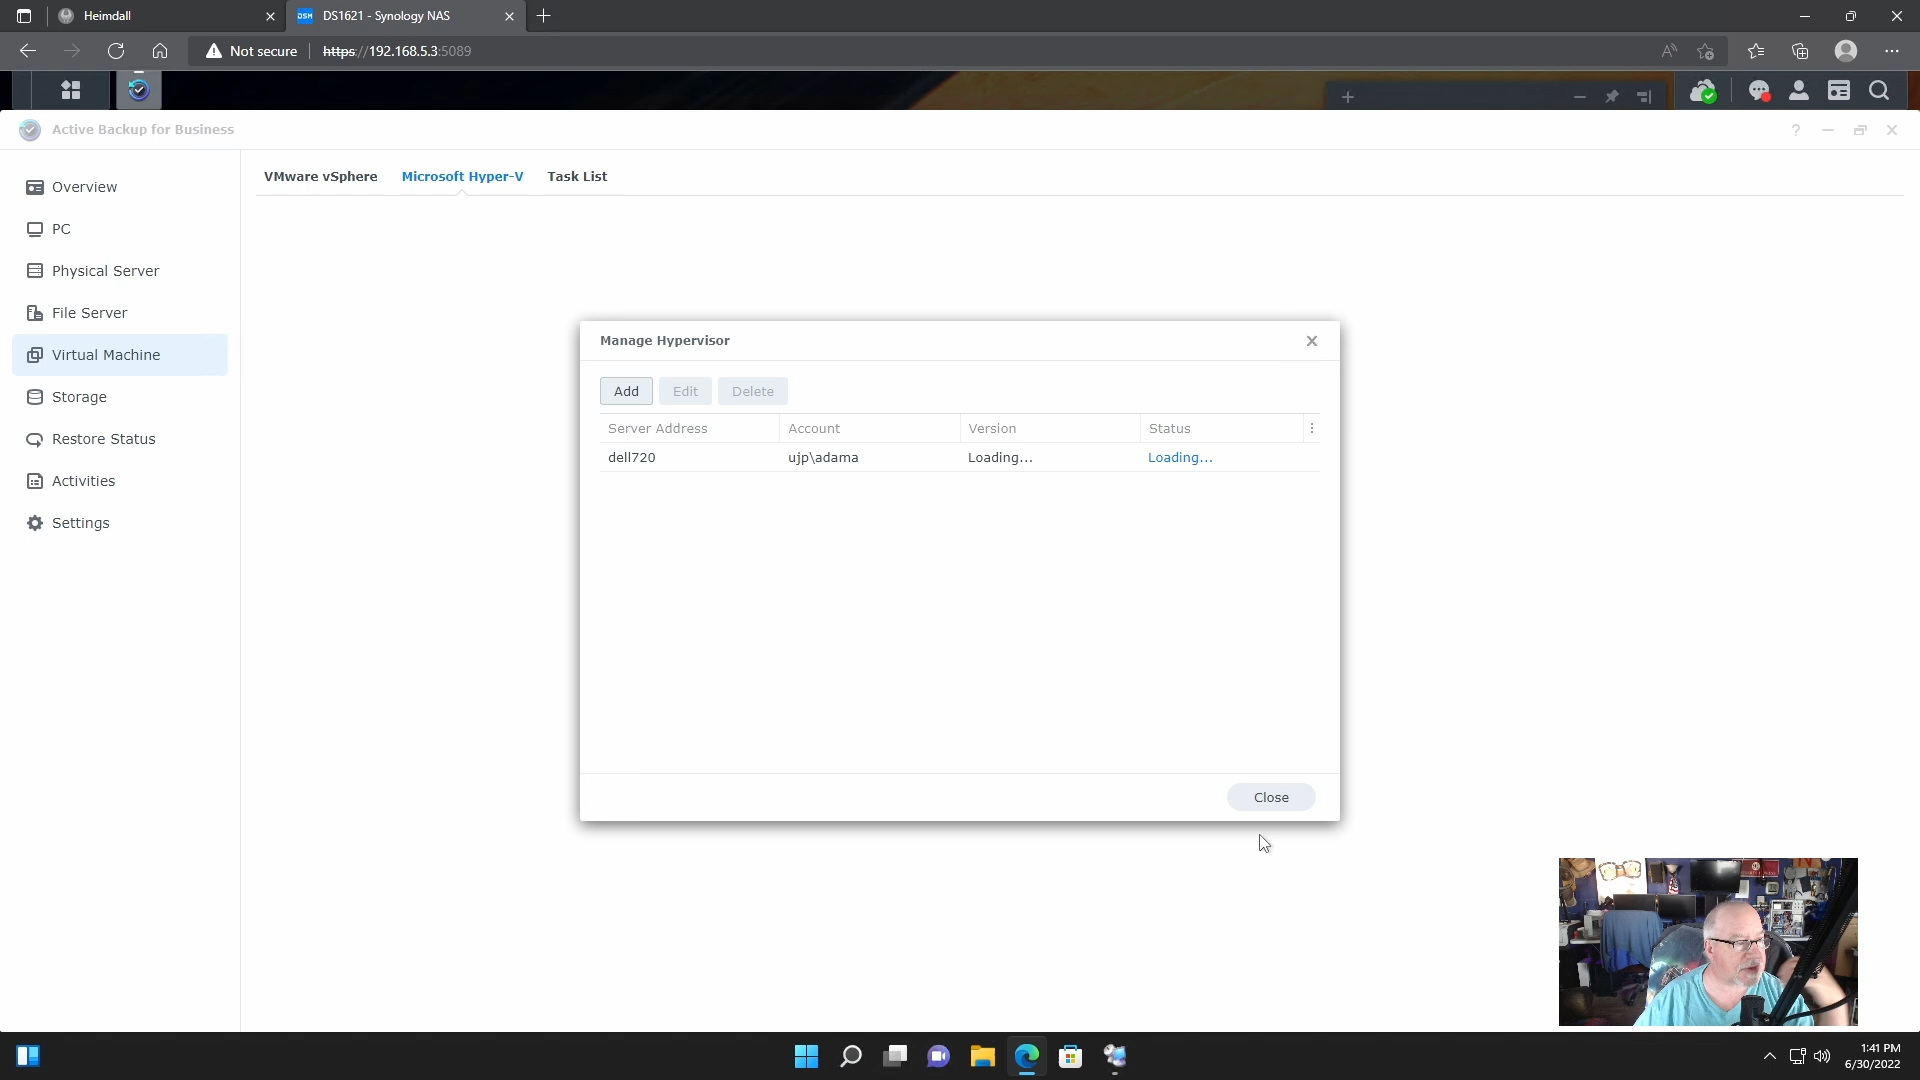 Heimdall
DSM
DS1621 - Synology NAS
Not secure
https://192.168.5.3:5089
Active Backup for Business
?
Overview
PC
Physical Server
File Server
Virtual Machine
Storage
Restore Status
Activities
Settings
VMware vSphere
Microsoft Hyper-V
Task List
Manage Hypervisor
Add
Edit
Delete
Server Address
Account
Version
Status
dell720
ujp\adama
Loading...
Loading...
Close
1:41 PM
6/30/2022